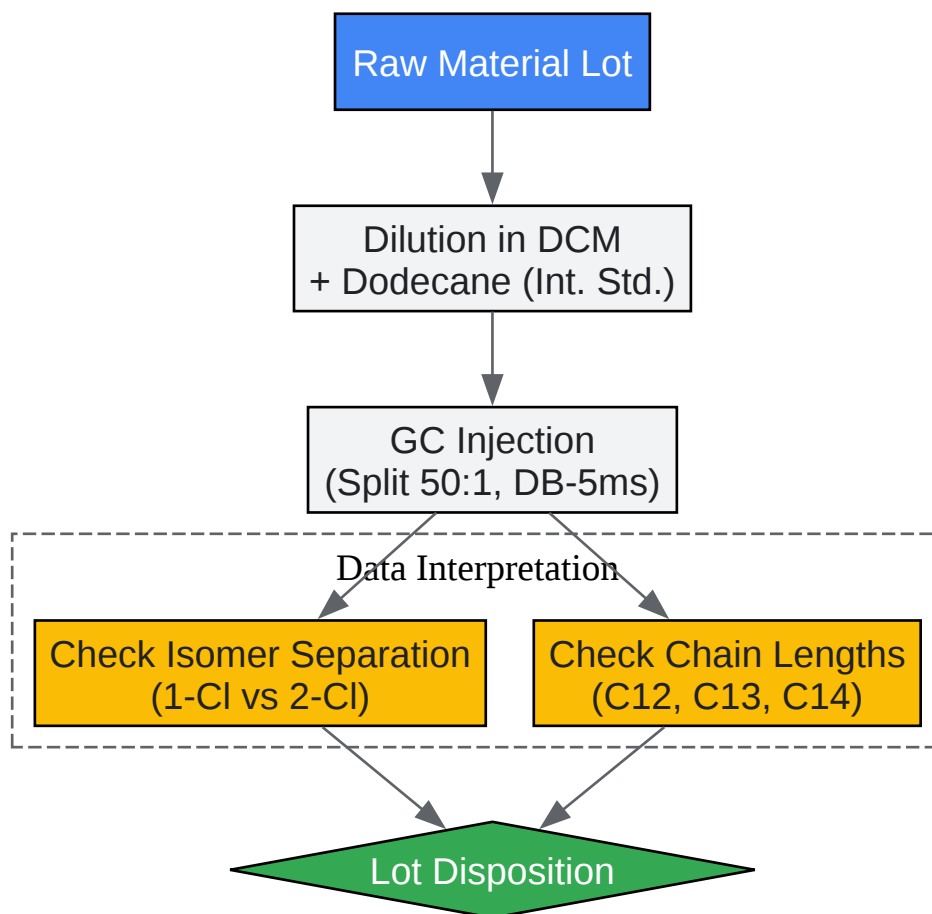 Raw Material Lot
Dilution in DCM
+ Dodecane (Int. Std.)
GC Injection
(Split 50:1, DB-5ms)
Data Interpretation
Check Isomer Separation
(1-Cl vs 2-Cl)
Check Chain Lengths
(C12, C13, C14)
Lot Disposition